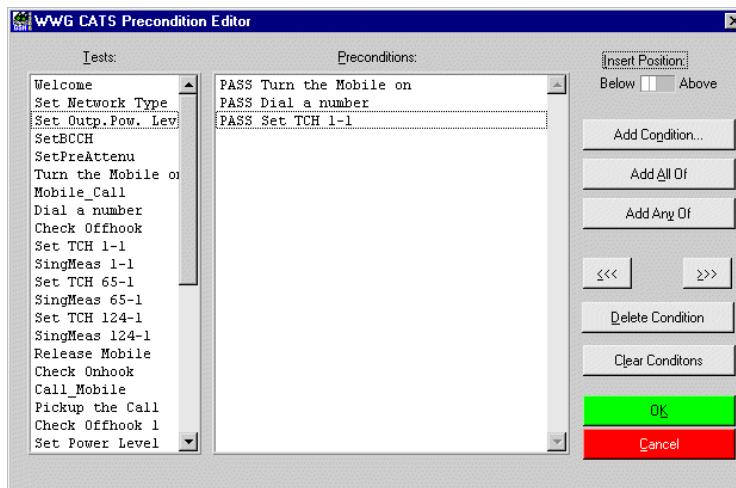 WWG CATS Precondition Editor
Tests:
Welcome
Set Network Type
Set Outp.Pow. Lev
SetBCCH
SetPreAttenu
Turn the Mobile on
Mobile_Call
Dial a number
Check Offhook
Set TCH 1-1
SingMeas 1-1
Set TCH 65-1
SingMeas 65-1
Set TCH 124-1
SingMeas 124-1
Release Mobile
Check Onhook
Call_Mobile
Pickup the Call
Check Offhook 1
Set Power Level
Preconditions:
PASS Turn the Mobile on
PASS Dial a number
PASS Set TCH 1-1
Insert Position:
Below Above
Add Condition...
Add All Of
Add Any Of
<<< >>>
Delete Condition
Clear Conditons
OK
Cancel